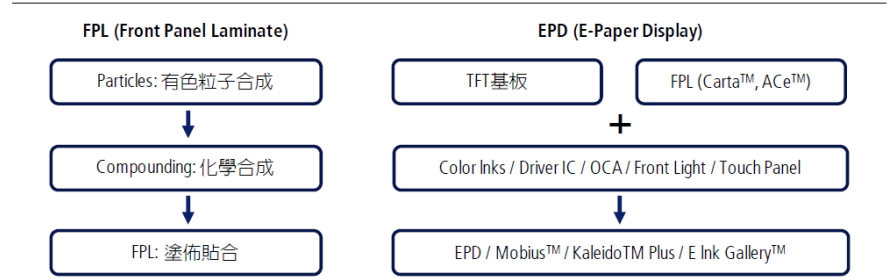 FPL (Front Panel Laminate)
Particles: 有色粒子合成
Compounding: 化學合成
FPL: 塗佈貼合
EPD (E-Paper Display)
TFT基板
FPL (Carta™, ACe™)
+
Color Inks / Driver IC / OCA / Front Light / Touch Panel
EPD / Mobius™ / KaleidoTM Plus / E Ink Gallery™